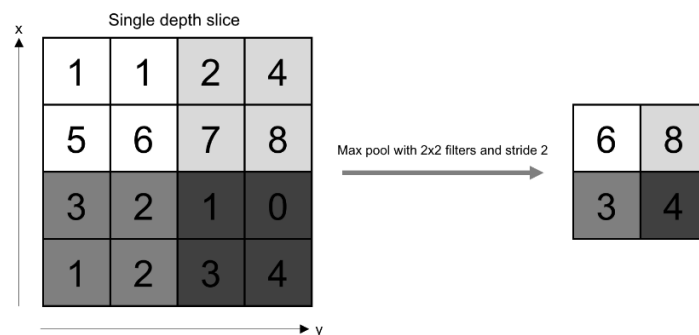 Single depth slice
x
1 1 2 4
5 6 7 8
3 2 1 0
1 2 3 4
y
Max pool with 2x2 filters and stride 2
6 8
3 4